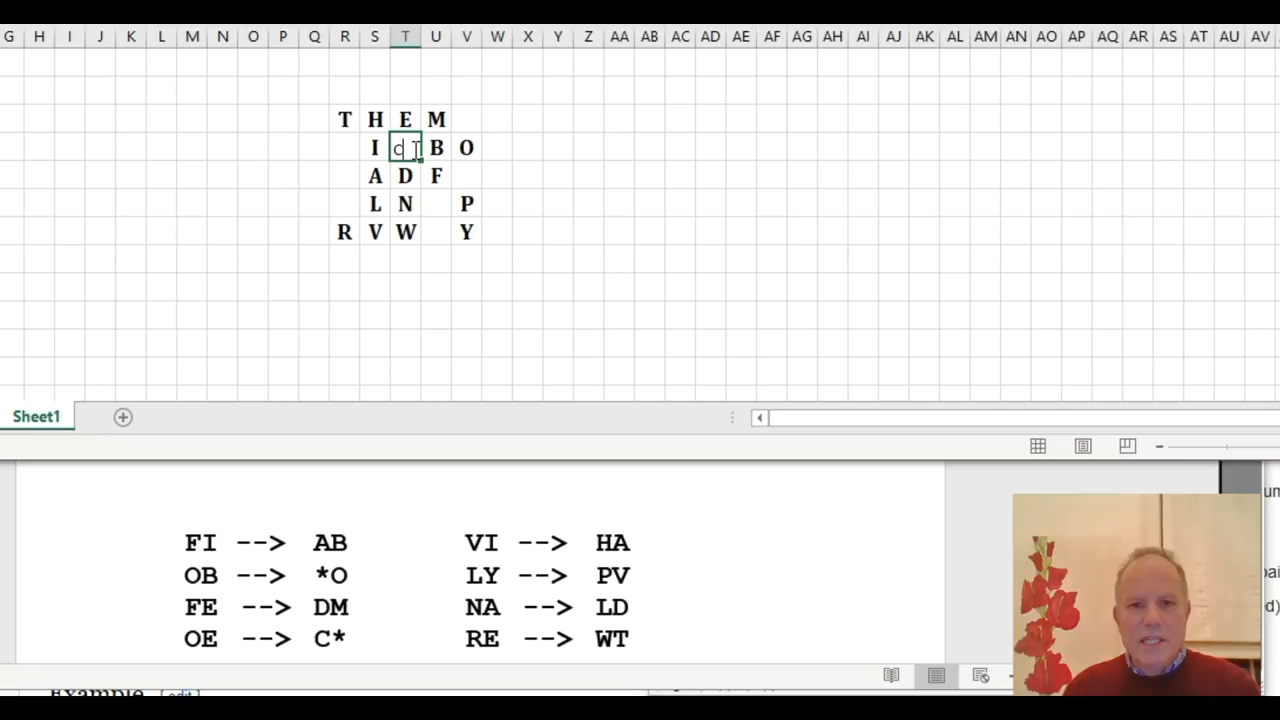 G H I J K L M N O P Q R S T U V W X Y Z AA AB AC AD AE AF AG AH AI AJ AK AL AM AN AO AP AQ AR AS AT AU AV
T H E M
I c B O
A D F
L N P
R V W Y
Sheet1
FI --> AB VI --> HA
OB --> *O LY --> PV
FE --> DM NA --> LD
OE --> C* RE --> WT